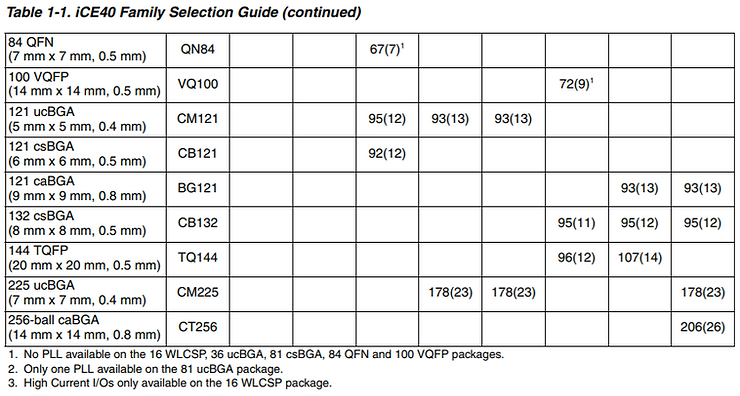 Table 1-1. iCE40 Family Selection Guide (continued)
84 QFN
(7 mm x 7 mm, 0.5 mm) QN84 67(7)1
100 VQFP
(14 mm x 14 mm, 0.5 mm) VQ100 72(9)1
121 ucBGA
(5 mm x 5 mm, 0.4 mm) CM121 95(12) 93(13) 93(13)
121 csBGA
(6 mm x 6 mm, 0.5 mm) CB121 92(12)
121 caBGA
(9 mm x 9 mm, 0.8 mm) BG121 93(13) 93(13)
132 csBGA
(8 mm x 8 mm, 0.5 mm) CB132 95(11) 95(12) 95(12)
144 TQFP
(20 mm x 20 mm, 0.5 mm) TQ144 96(12) 107(14)
225 ucBGA
(7 mm x 7 mm, 0.4 mm) CM225 178(23) 178(23) 178(23)
256-ball caBGA
(14 mm x 14 mm, 0.8 mm) CT256 206(26)
1. No PLL available on the 16 WLCSP, 36 ucBGA, 81 csBGA, 84 QFN and 100 VQFP packages.
2. Only one PLL available on the 81 ucBGA package.
3. High Current I/Os only available on the 16 WLCSP package.